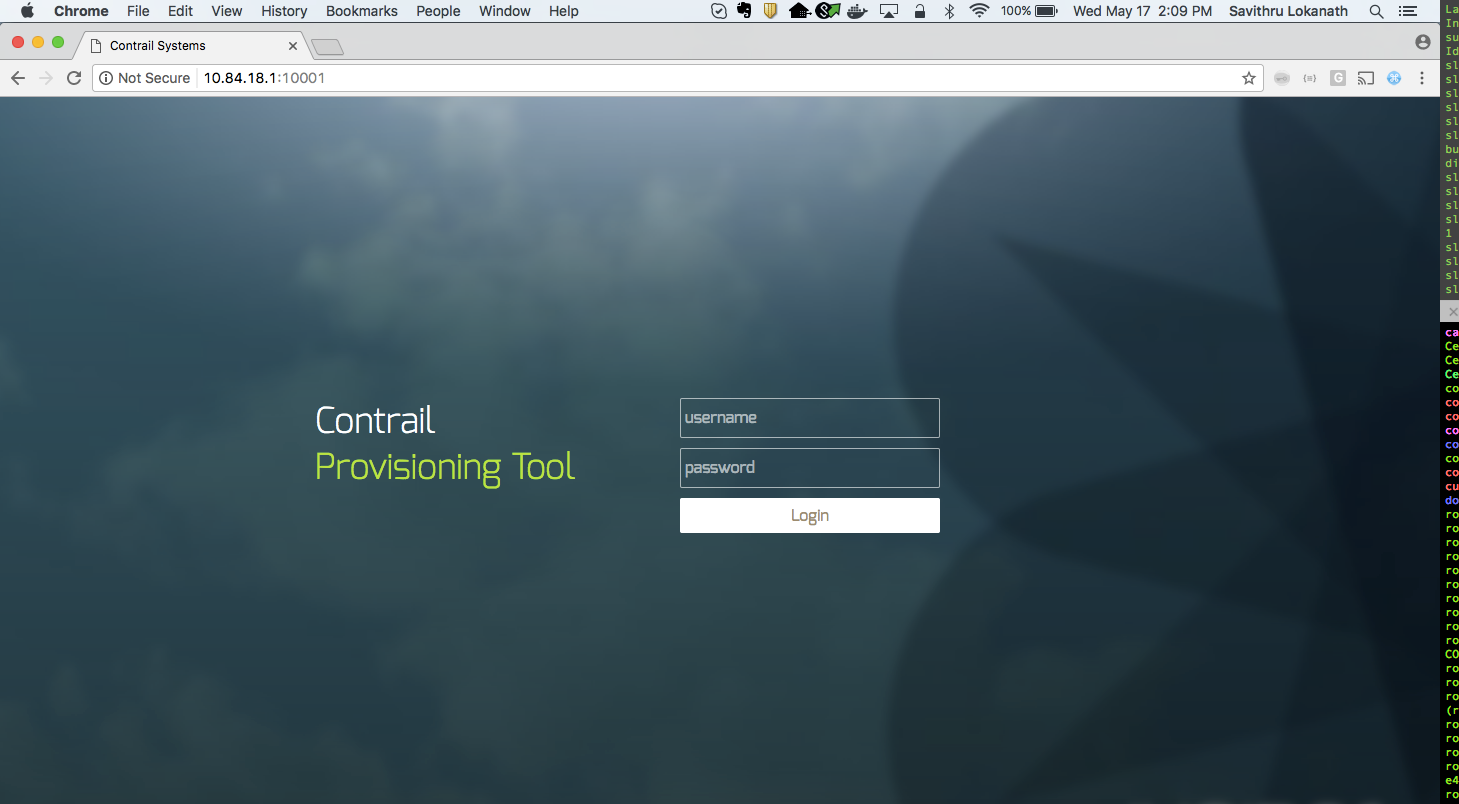 Chrome File Edit View History Bookmarks People Window Help 100% Wed May 17 2:09 PM Savithru Lokanath
Contrail Systems
Not Secure 10.84.18.1:10001
G
Contrail
Provisioning Tool
username
password
Login
La
In
su
Id
sl
sl
sl
sl
sl
sl
bu
di
sl
sl
sl
sl
1
sl
sl
sl
sl
ca
Ce
Ce
Ce
co
co
co
co
co
co
co
cu
do
ro
ro
ro
ro
ro
ro
ro
ro
ro
ro
CO
ro
ro
ro
(r
ro
ro
ro
ro
e4
ro